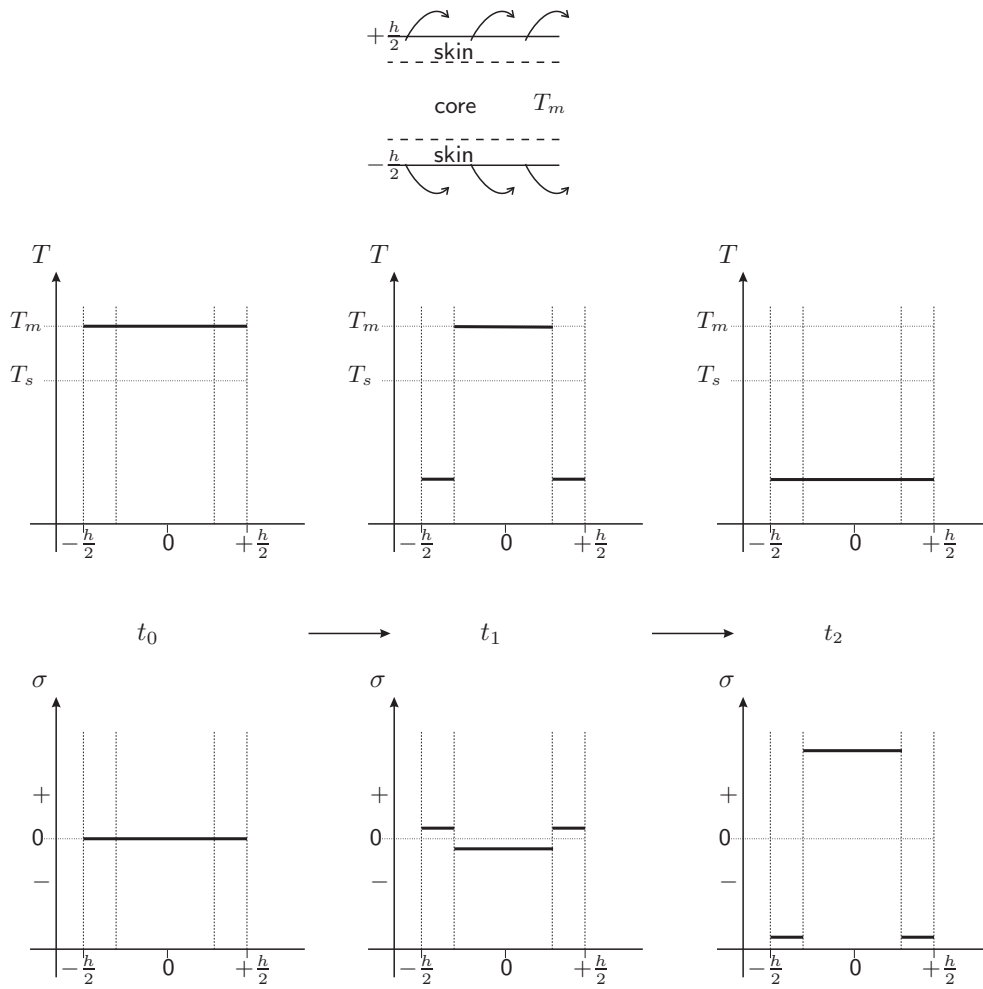 +h/2
skin
core T_m
skin
−h/2
T T T
T_m T_m T_m
T_s T_s T_s
−h/2 0 +h/2 −h/2 0 +h/2 −h/2 0 +h/2
t_0 t_1 t_2
σ σ σ
+ + +
0 0 0
− − −
−h/2 0 +h/2 −h/2 0 +h/2 −h/2 0 +h/2